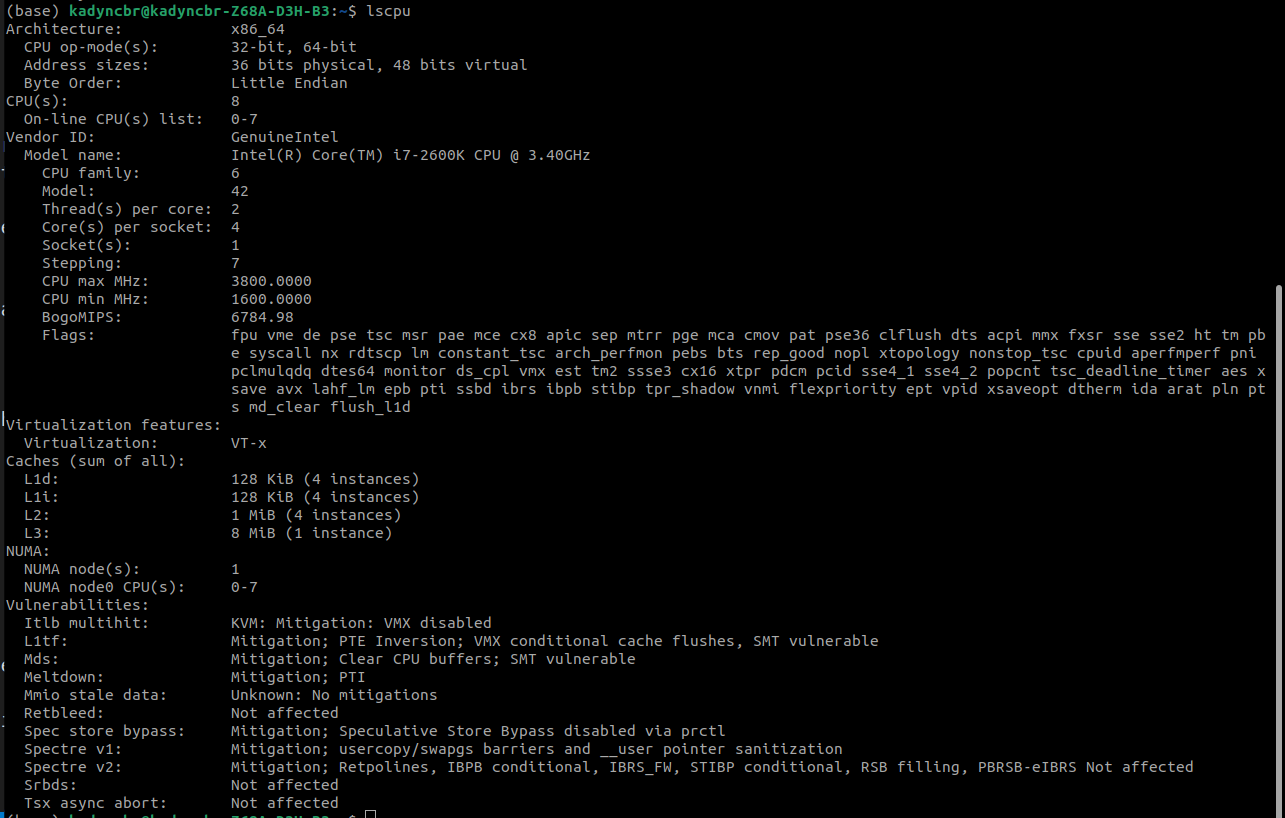 (base) kadyncbr@kadyncbr-Z68A-D3H-B3:~$ lscpu
Architecture:            x86_64
  CPU op-mode(s):        32-bit, 64-bit
  Address sizes:         36 bits physical, 48 bits virtual
  Byte Order:            Little Endian
CPU(s):                  8
  On-line CPU(s) list:   0-7
Vendor ID:               GenuineIntel
  Model name:            Intel(R) Core(TM) i7-2600K CPU @ 3.40GHz
    CPU family:          6
    Model:               42
    Thread(s) per core:  2
    Core(s) per socket:  4
    Socket(s):           1
    Stepping:            7
    CPU max MHz:         3800.0000
    CPU min MHz:         1600.0000
    BogoMIPS:            6784.98
    Flags:               fpu vme de pse tsc msr pae mce cx8 apic sep mtrr pge mca cmov pat pse36 clflush dts acpi mmx fxsr sse sse2 ht tm pb
                         e syscall nx rdtscp lm constant_tsc arch_perfmon pebs bts rep_good nopl xtopology nonstop_tsc cpuid aperfmperf pni
                         pclmulqdq dtes64 monitor ds_cpl vmx est tm2 ssse3 cx16 xtpr pdcm pcid sse4_1 sse4_2 popcnt tsc_deadline_timer aes x
                         save avx lahf_lm epb pti ssbd ibrs ibpb stibp tpr_shadow vnmi flexpriority ept vpid xsaveopt dtherm ida arat pln pt
                         s md_clear flush_l1d
Virtualization features:
  Virtualization:        VT-x
Caches (sum of all):
  L1d:                   128 KiB (4 instances)
  L1i:                   128 KiB (4 instances)
  L2:                    1 MiB (4 instances)
  L3:                    8 MiB (1 instance)
NUMA:
  NUMA node(s):          1
  NUMA node0 CPU(s):     0-7
Vulnerabilities:
  Itlb multihit:         KVM: Mitigation: VMX disabled
  L1tf:                  Mitigation; PTE Inversion; VMX conditional cache flushes, SMT vulnerable
  Mds:                   Mitigation; Clear CPU buffers; SMT vulnerable
  Meltdown:              Mitigation; PTI
  Mmio stale data:       Unknown: No mitigations
  Retbleed:              Not affected
  Spec store bypass:     Mitigation; Speculative Store Bypass disabled via prctl
  Spectre v1:            Mitigation; usercopy/swapgs barriers and __user pointer sanitization
  Spectre v2:            Mitigation; Retpolines, IBPB conditional, IBRS_FW, STIBP conditional, RSB filling, PBRSB-eIBRS Not affected
  Srbds:                 Not affected
  Tsx async abort:       Not affected